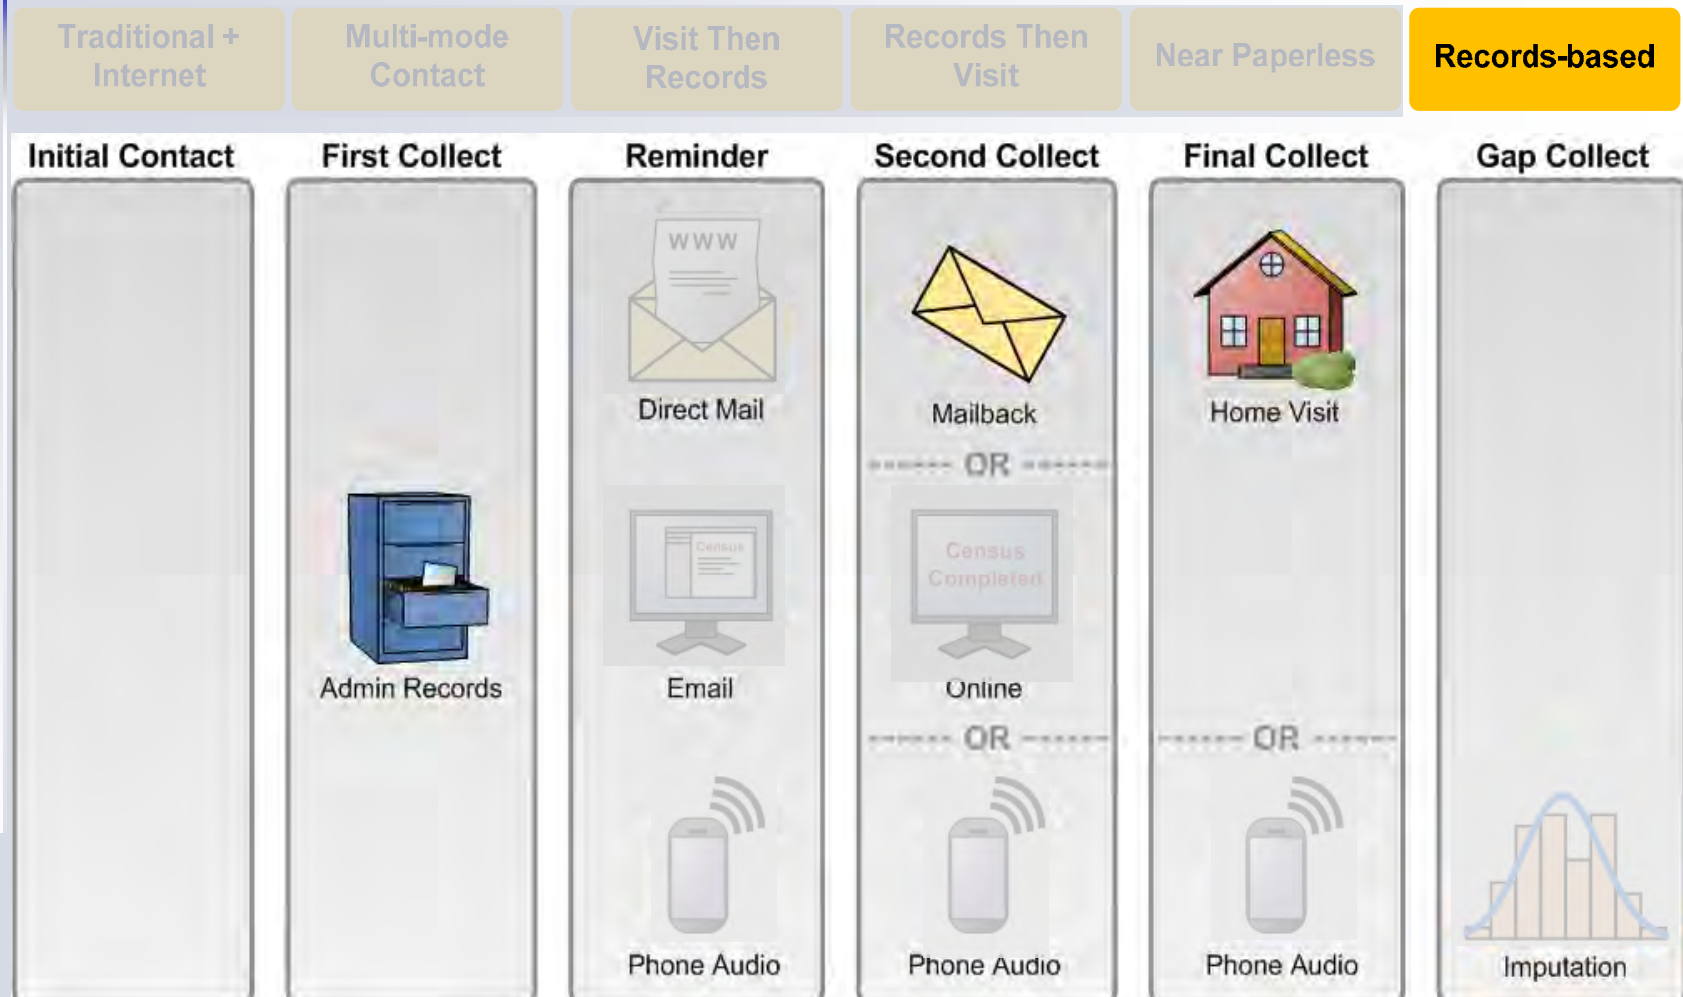 Traditional +
Internet
Multi-mode
Contact
Visit Then
Records
Records Then
Visit
Near Paperless
Records-based
Initial Contact
First Collect
Reminder
Second Collect
Final Collect
Gap Collect
WWW
Direct Mail
Mailback
Home Visit
OR
Census
Census
Completed
Admin Records
Email
Online
OR
OR
Phone Audio
Phone Audio
Phone Audio
Imputation